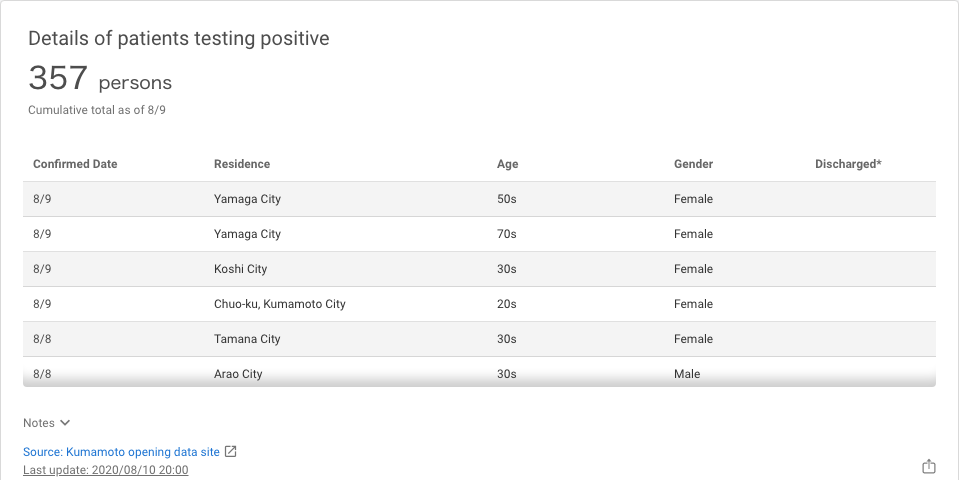 Details of patients testing positive
357 persons
Cumulative total as of 8/9
Confirmed Date Residence Age Gender Discharged*
8/9 Yamaga City 50s Female
8/9 Yamaga City 70s Female
8/9 Koshi City 30s Female
8/9 Chuo-ku, Kumamoto City 20s Female
8/8 Tamana City 30s Female
8/8 Arao City 30s Male
Notes
Source: Kumamoto opening data site
Last update: 2020/08/10 20:00